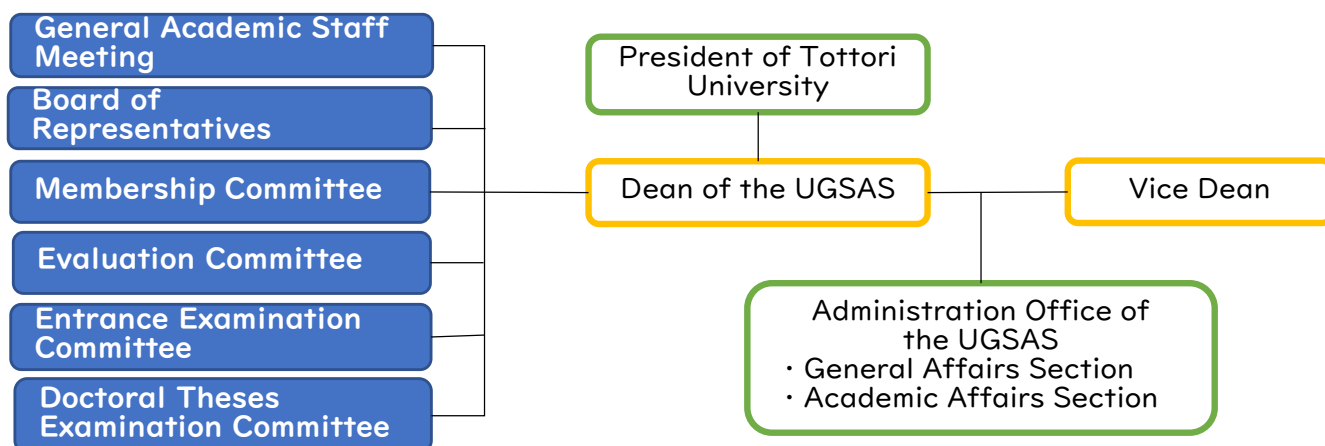 General Academic Staff
Meeting
Board of
Representatives
Membership Committee
Evaluation Committee
Entrance Examination
Committee
Doctoral Theses
Examination Committee
President of Tottori
University
Dean of the UGSAS
Vice Dean
Administration Office of
the UGSAS
・General Affairs Section
・Academic Affairs Section